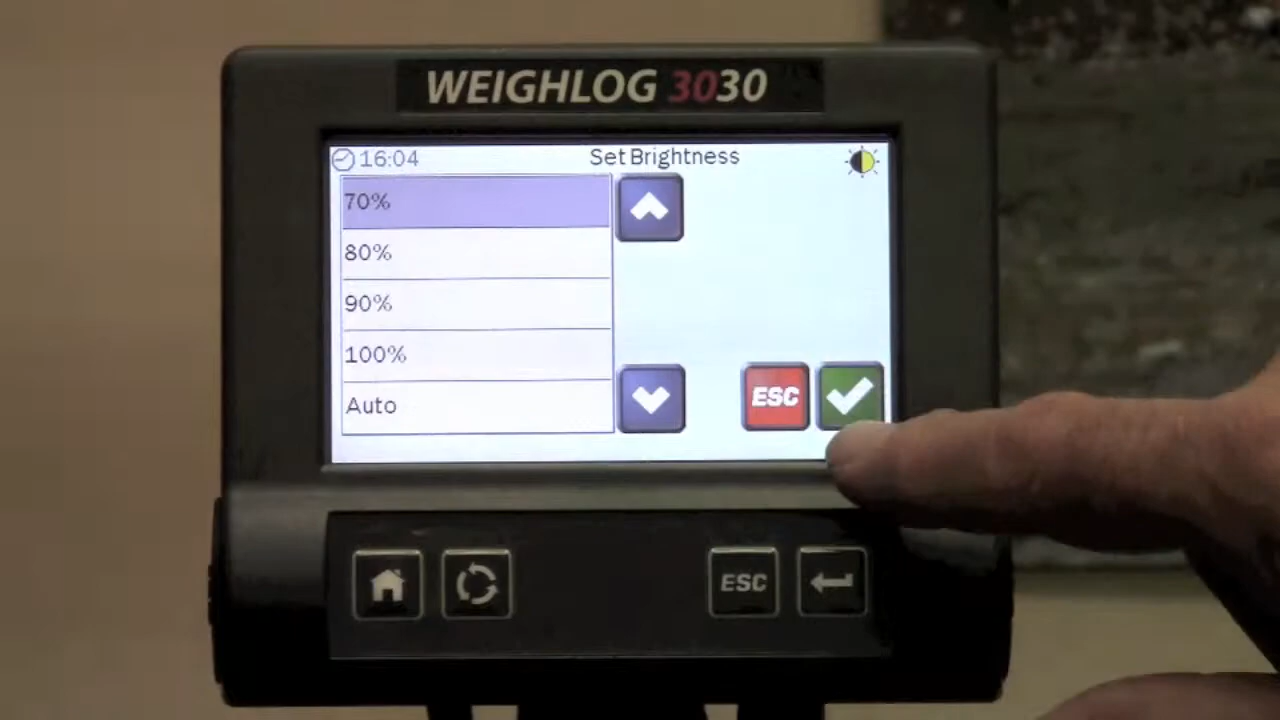 WEIGHLOG 3030
16:04 Set Brightness
70%
80%
90%
100%
Auto
ESC
ESC